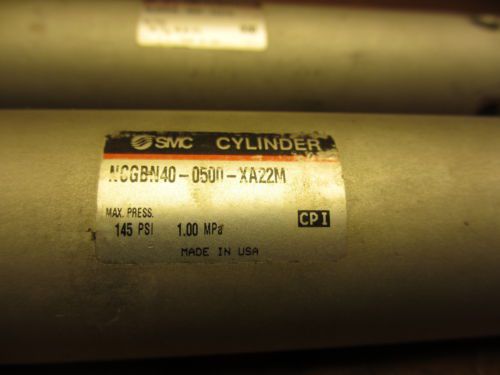 SMC CYLINDER
NCGBN40-0500-XA22M
MAX. PRESS.
145 PSI 1.00 MPa
CPI
MADE IN USA